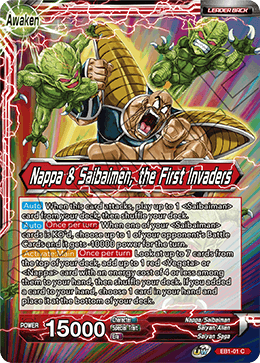 LEADER BACK
Awaken
Nappa & Saibaimen, the First Invaders
Auto When this card attacks, play up to 1 <Saibaiman>
card from your deck, then shuffle your deck.
Auto Once per turn When one of your <Saibaiman>
cards is KO'd, choose up to 1 of your opponent's Battle
Cards and it gets -10000 power for the turn.
Activate: Main Once per turn Look at up to 7 cards from
the top of your deck, add up to 1 red <Vegeta> or
<Nappa> card with an energy cost of 4 or less among
them to your hand, then shuffle your deck. If you added
a card to your hand, choose 1 card in your hand and
place it at the bottom of your deck.
POWER 15000
Character Nappa/Saibaiman
Special Trait Saiyan/Alien
Era Saiyan Saga
EB1-01 C